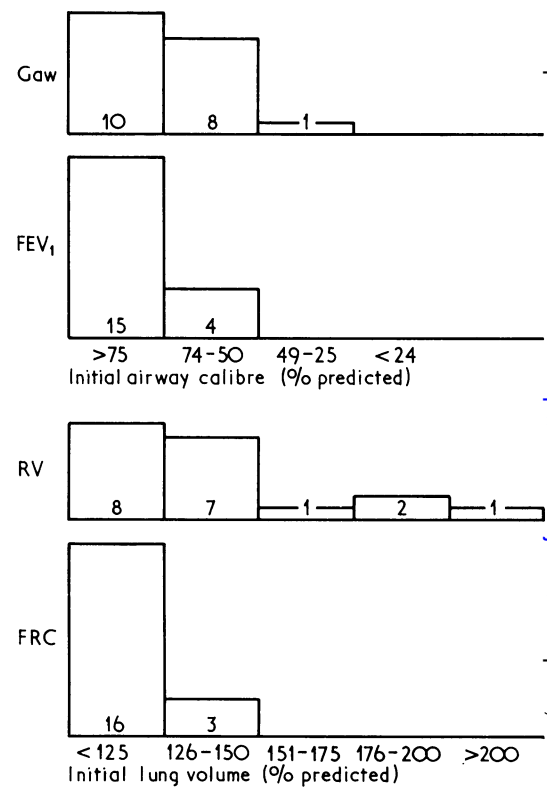 Gaw
10 8 1
FEV₁
15 4
>75 74-50 49-25 <24
Initial airway calibre (% predicted)
RV
8 7 1 2 1
FRC
16 3
<125 126-150 151-175 176-200 >200
Initial lung volume (% predicted)